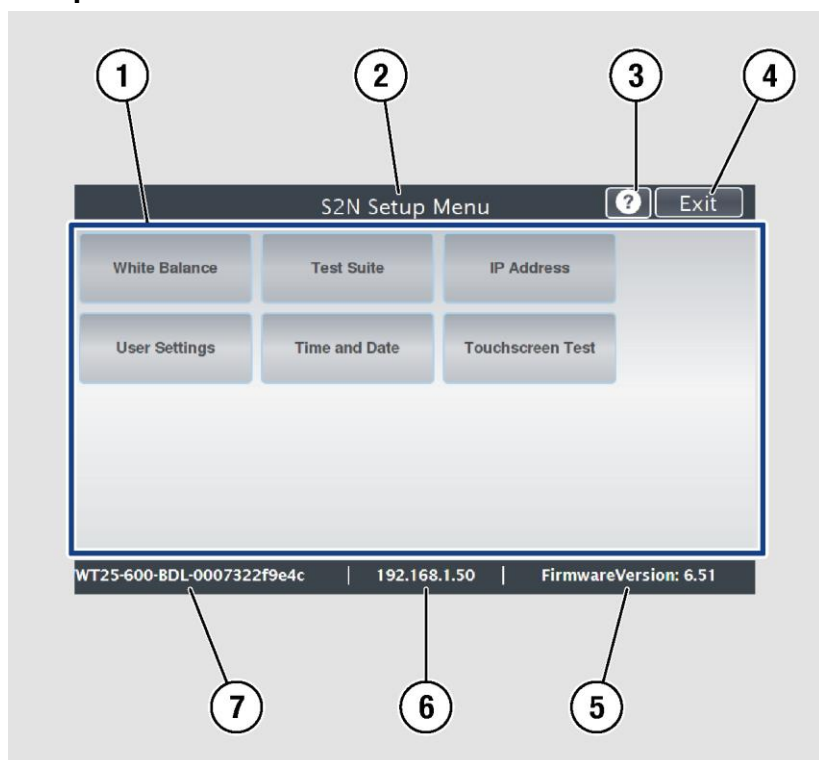 1 2 3 4
S2N Setup Menu ? Exit
White Balance Test Suite IP Address
User Settings Time and Date Touchscreen Test
WT25-600-BDL-0007322f9e4c | 192.168.1.50 | FirmwareVersion: 6.51
7 6 5